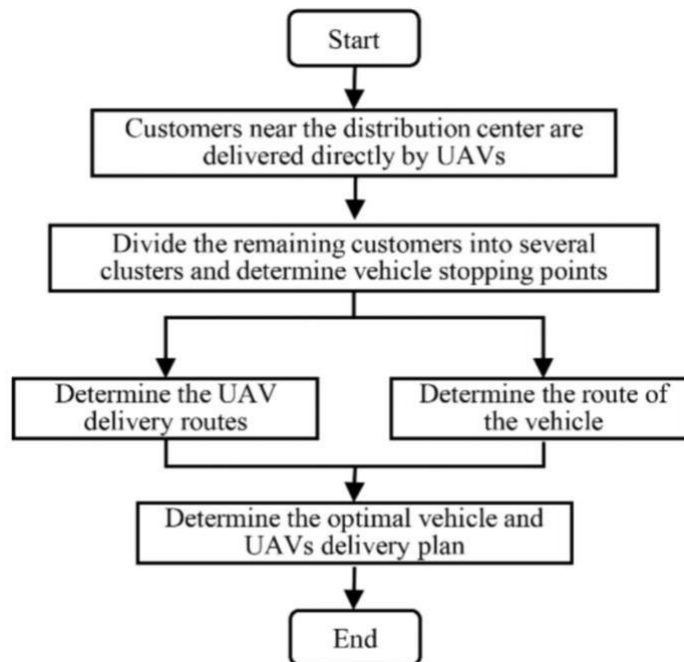 Start
Customers near the distribution center are
delivered directly by UAVs
Divide the remaining customers into several
clusters and determine vehicle stopping points
Determine the UAV
delivery routes
Determine the route of
the vehicle
Determine the optimal vehicle and
UAVs delivery plan
End